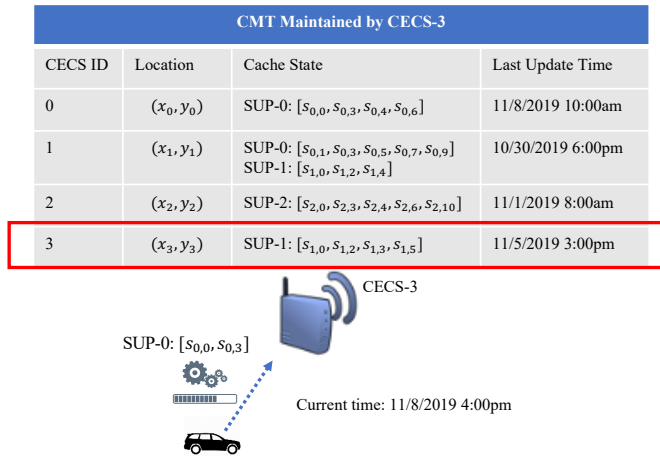 CMT Maintained by CECS-3
CECS ID Location Cache State Last Update Time
0 (x₀, y₀) SUP-0: [s₀,₀, s₀,₃, s₀,₄, s₀,₆] 11/8/2019 10:00am
1 (x₁, y₁) SUP-0: [s₀,₁, s₀,₃, s₀,₅, s₀,₇, s₀,₉] 10/30/2019 6:00pm
SUP-1: [s₁,₀, s₁,₂, s₁,₄]
2 (x₂, y₂) SUP-2: [s₂,₀, s₂,₃, s₂,₄, s₂,₆, s₂,₁₀] 11/1/2019 8:00am
3 (x₃, y₃) SUP-1: [s₁,₀, s₁,₂, s₁,₃, s₁,₅] 11/5/2019 3:00pm
CECS-3
SUP-0: [s₀,₀, s₀,₃]
Current time: 11/8/2019 4:00pm